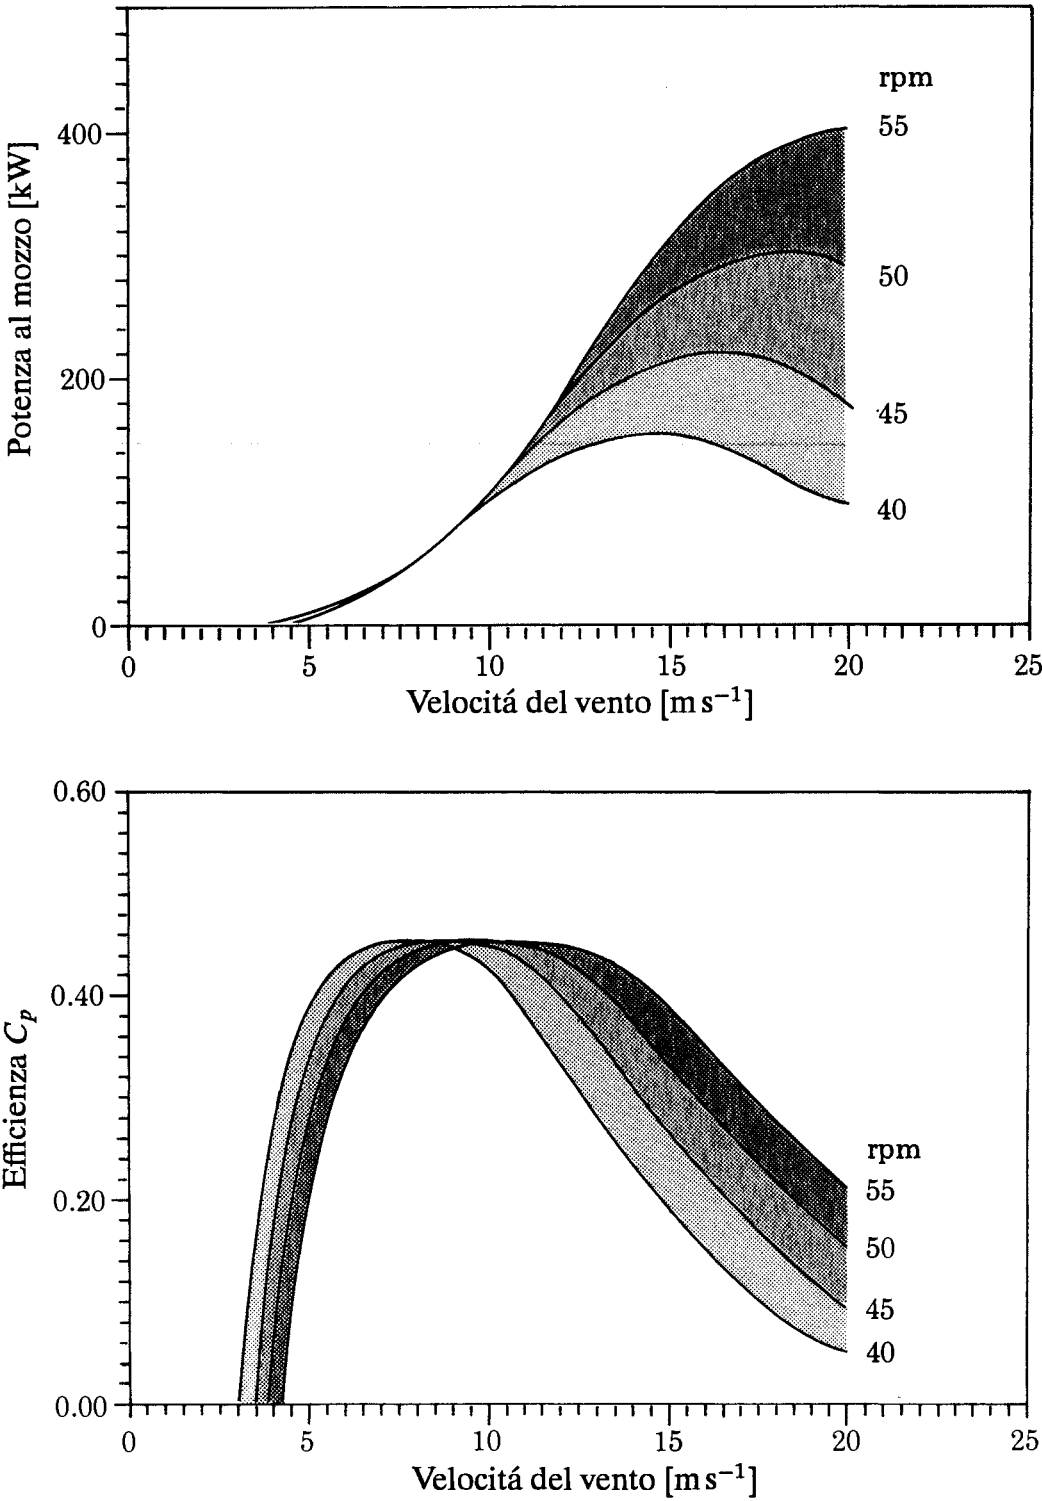 rpm
55
50
45
40
400
200
0
Potenza al mozzo [kW]
0 5 10 15 20 25
Velocitá del vento [m s⁻¹]
0.60
0.40
0.20
0.00
Efficienza Cₚ
rpm
55
50
45
40
0 5 10 15 20 25
Velocitá del vento [m s⁻¹]